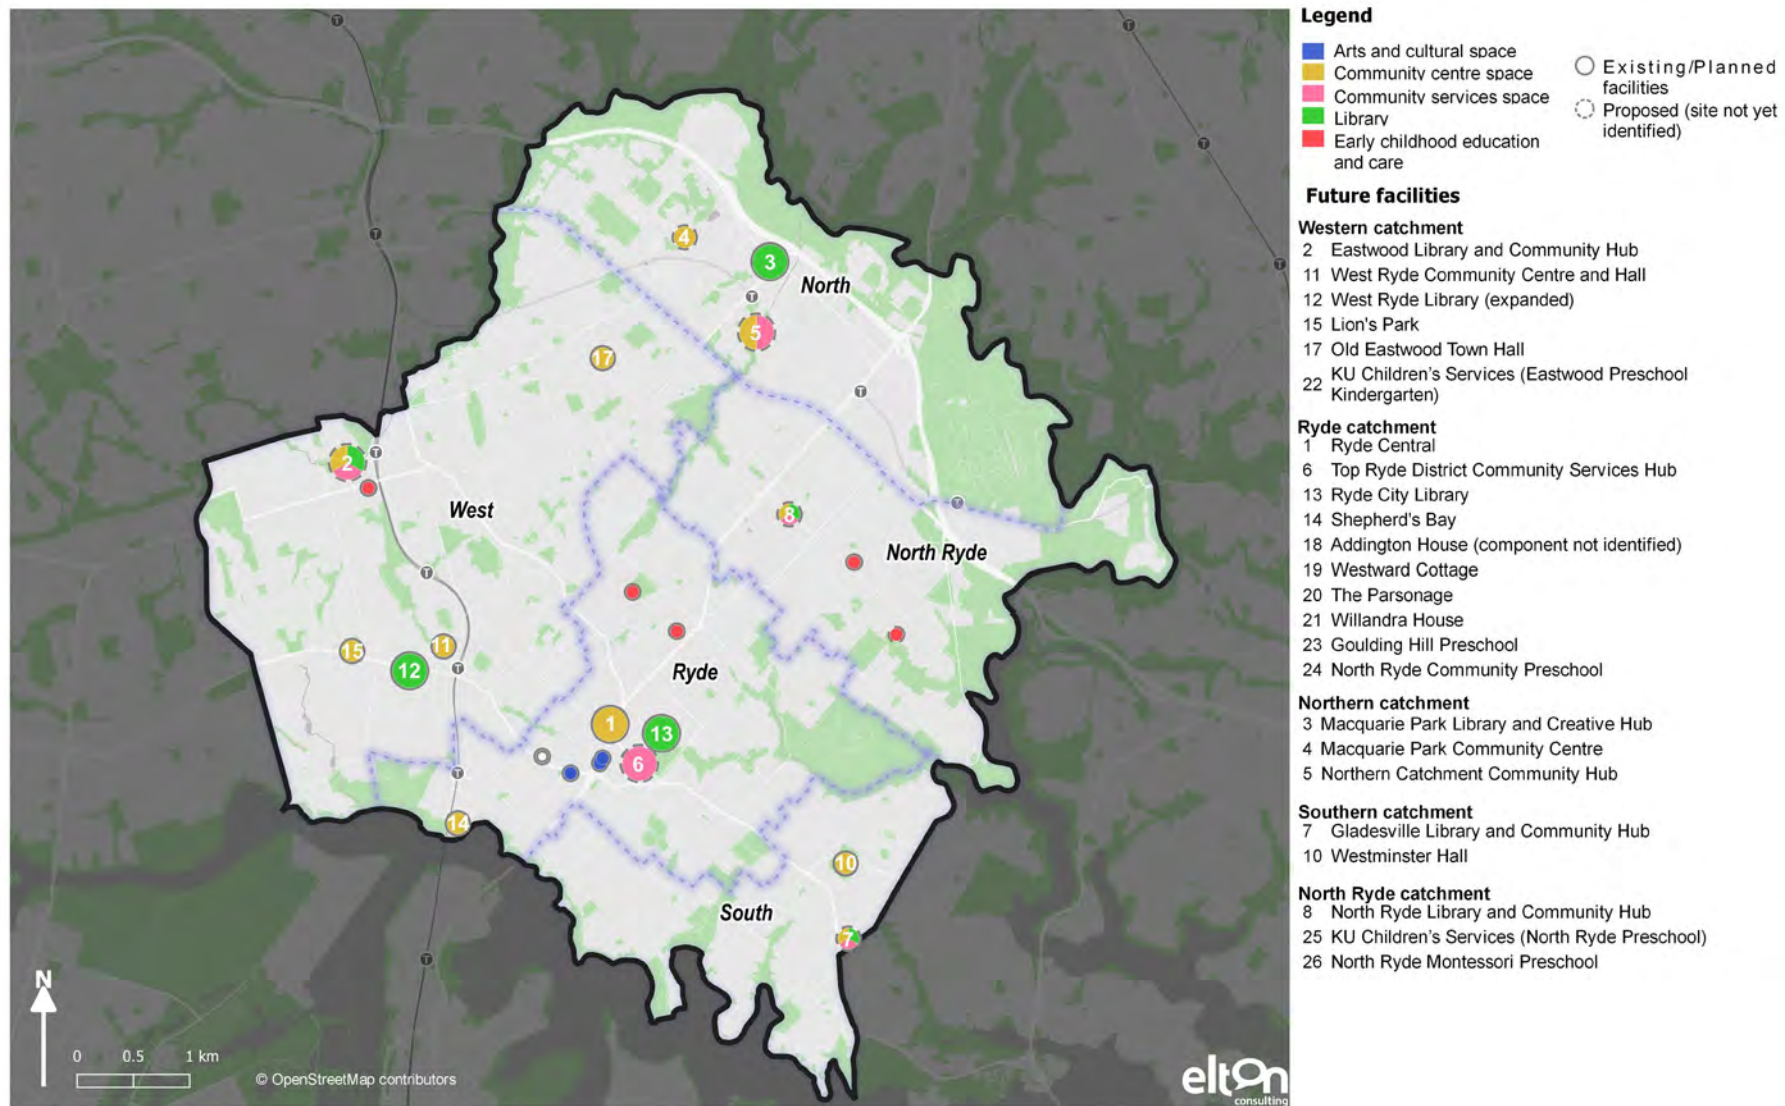 Legend
Arts and cultural space
Community centre space
Community services space
Library
Early childhood education
and care
Existing/Planned
facilities
Proposed (site not yet
identified)
Future facilities
Western catchment
2 Eastwood Library and Community Hub
11 West Ryde Community Centre and Hall
12 West Ryde Library (expanded)
15 Lion's Park
17 Old Eastwood Town Hall
22 KU Children's Services (Eastwood Preschool
Kindergarten)
Ryde catchment
1 Ryde Central
6 Top Ryde District Community Services Hub
13 Ryde City Library
14 Shepherd's Bay
18 Addington House (component not identified)
19 Westward Cottage
20 The Parsonage
21 Willandra House
23 Goulding Hill Preschool
24 North Ryde Community Preschool
Northern catchment
3 Macquarie Park Library and Creative Hub
4 Macquarie Park Community Centre
5 Northern Catchment Community Hub
Southern catchment
7 Gladesville Library and Community Hub
10 Westminster Hall
North Ryde catchment
8 North Ryde Library and Community Hub
25 KU Children's Services (North Ryde Preschool)
26 North Ryde Montessori Preschool
T
T
T
T
T
4
3
North
T
5
17
T
2
T
West
8
T
North Ryde
T
15
11
12
T
Ryde
1
13
6
T
14
10
South
7
T
N
0 0.5 1 km
© OpenStreetMap contributors
elton
consulting